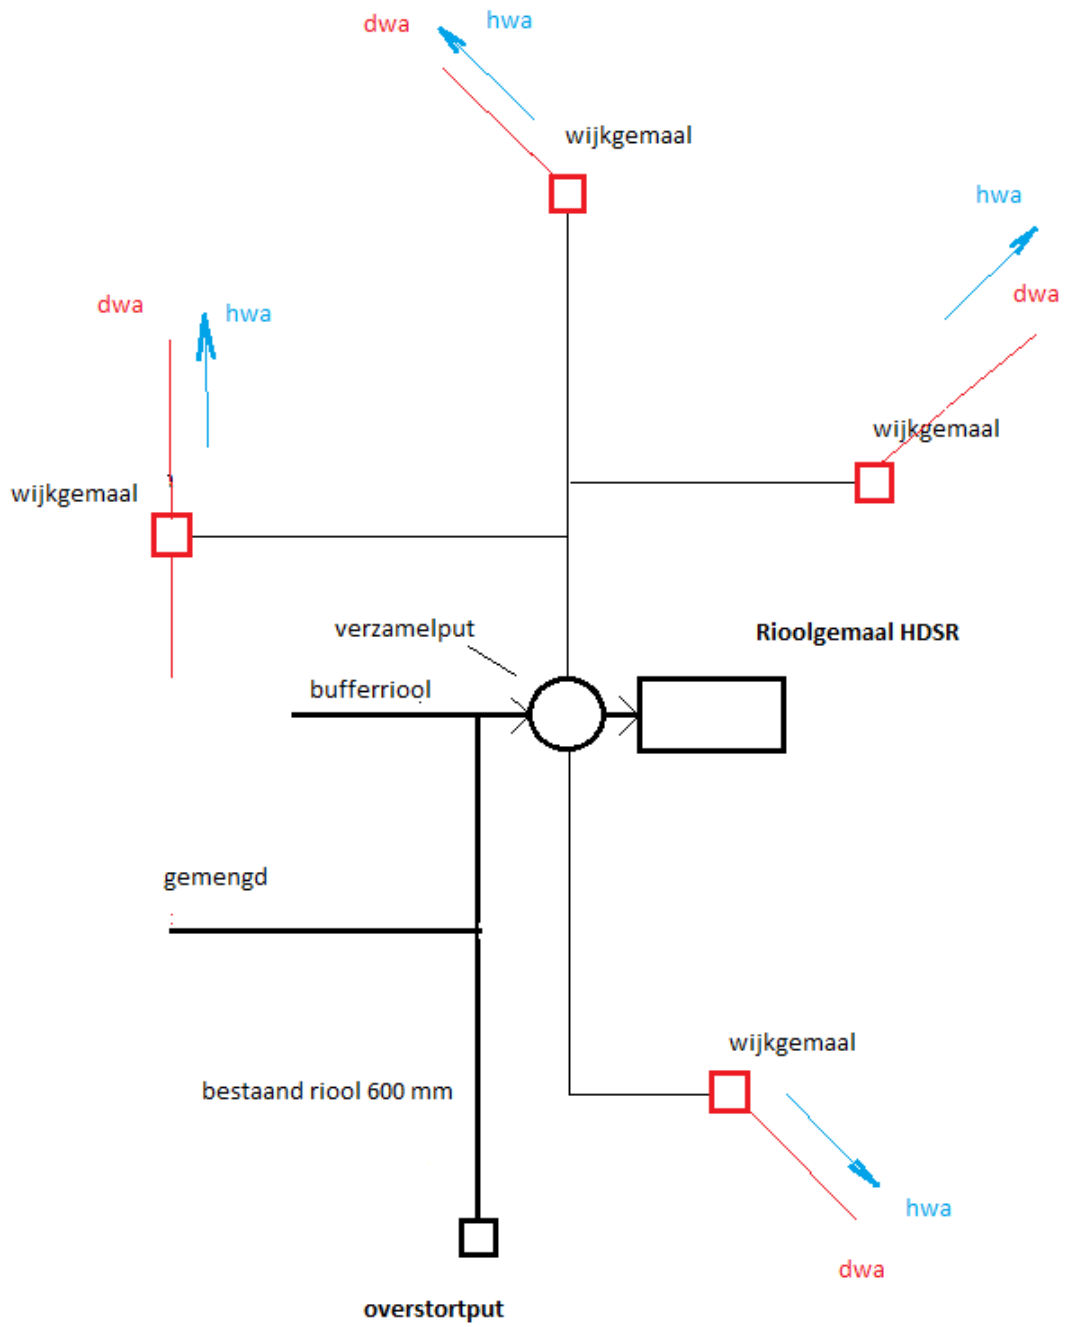 dwa
hwa
wijkgemaal
hwa
dwa
wijkgemaal
dwa
hwa
wijkgemaal
verzamelput
Rioolgemaal HDSR
bufferriool
gemengd
bestaand riool 600 mm
wijkgemaal
hwa
dwa
overstortput